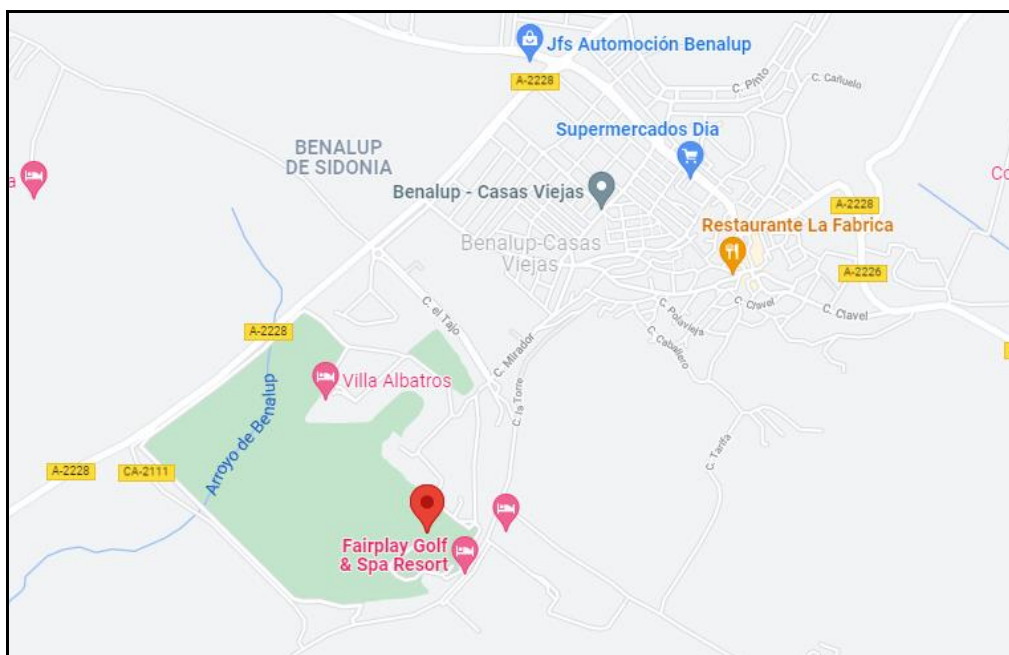 Jfs Automoción Benalup
A-2228
C. Pinto
C. Cañuelo
Supermercados Dia
BENALUP
DE SIDONIA
Benalup - Casas Viejas
Co
a
A-2228
Restaurante La Fabrica
Benalup-Casas
Viejas
A-2226
C. el Tajo
C. Polavieja
C. Clavel
C. Clavel
A-2228
C. Mirador
C. Caballero
Villa Albatros
C. la Torre
Arroyo de Benalup
C. Tarifa
A-2228
CA-2111
Fairplay Golf
& Spa Resort